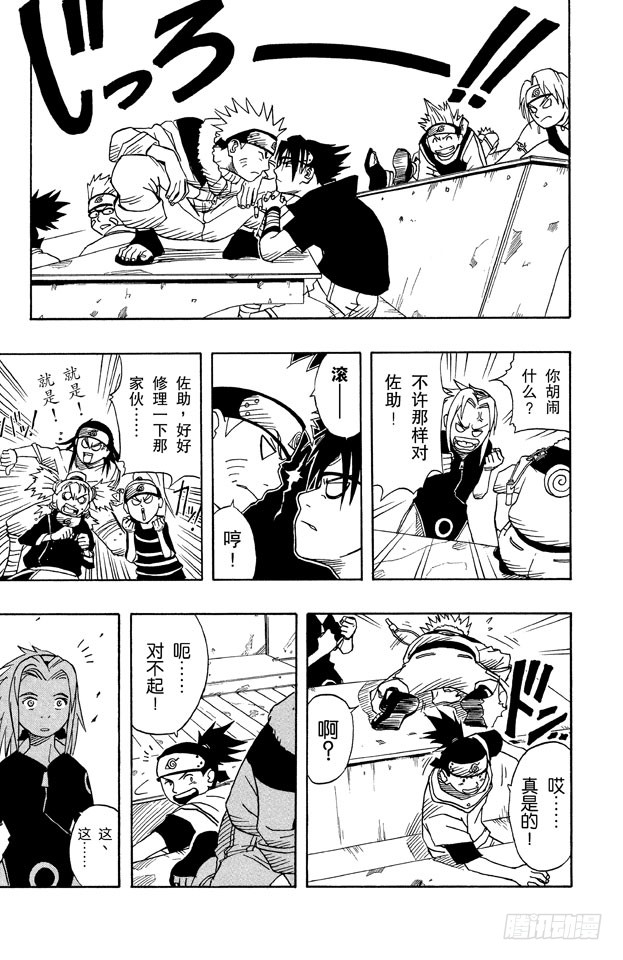 じっろーーー!!
你胡闹
什么？
不许那样对
佐助！
滚——
哼！
佐助，好好
修理一下那
家伙……
就是！
就是！
哎……
真是的！
啊？
ドン
呃……
对不起！
这、
这……
腾讯动漫